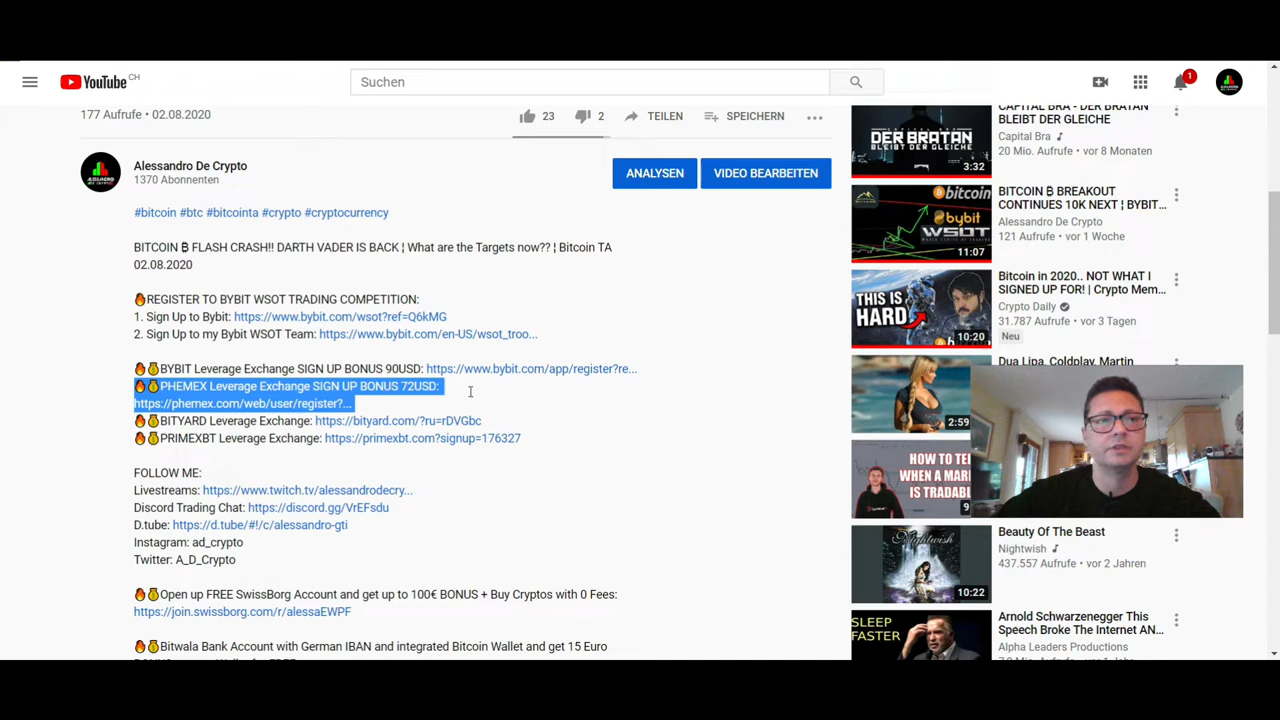 YouTube CH
Suchen
1
177 Aufrufe • 02.08.2020
23
2
TEILEN
SPEICHERN
Alessandro De Crypto
1370 Abonnenten
ANALYSEN
VIDEO BEARBEITEN
#bitcoin #btc #bitcointa #crypto #cryptocurrency
BITCOIN ₿ FLASH CRASH!! DARTH VADER IS BACK ¦ What are the Targets now?? ¦ Bitcoin TA
02.08.2020
🔥REGISTER TO BYBIT WSOT TRADING COMPETITION:
1. Sign Up to Bybit: https://www.bybit.com/wsot?ref=Q6kMG
2. Sign Up to my Bybit WSOT Team: https://www.bybit.com/en-US/wsot_troo...
🔥💰BYBIT Leverage Exchange SIGN UP BONUS 90USD: https://www.bybit.com/app/register?re...
🔥💰PHEMEX Leverage Exchange SIGN UP BONUS 72USD:
https://phemex.com/web/user/register?...
🔥💰BITYARD Leverage Exchange: https://bityard.com/?ru=rDVGbc
🔥💰PRIMEXBT Leverage Exchange: https://primexbt.com?signup=176327
FOLLOW ME:
Livestreams: https://www.twitch.tv/alessandrodecry...
Discord Trading Chat: https://discord.gg/VrEFsdu
D.tube: https://d.tube/#!/c/alessandro-gti
Instagram: ad_crypto
Twitter: A_D_Crypto
🔥💰Open up FREE SwissBorg Account and get up to 100€ BONUS + Buy Cryptos with 0 Fees:
https://join.swissborg.com/r/alessaEWPF
🔥💰Bitwala Bank Account with German IBAN and integrated Bitcoin Wallet and get 15 Euro
CAPITAL BRA - DER BRATAN
BLEIBT DER GLEICHE
Capital Bra
20 Mio. Aufrufe • vor 8 Monaten
DER BRATAN
BLEIBT DER GLEICHE
3:32
BITCOIN ₿ BREAKOUT
CONTINUES 10K NEXT ¦ BYBIT...
Alessandro De Crypto
121 Aufrufe • vor 1 Woche
bitcoin
bybit
WSOT
11:07
Bitcoin in 2020.. NOT WHAT I
SIGNED UP FOR! | Crypto Mem...
Crypto Daily
31.787 Aufrufe • vor 3 Tagen
Neu
THIS IS
HARD
10:20
Dua Lipa, Coldplay, Martin
2:59
HOW TO TE
WHEN A MAR
IS TRADABL
9
Beauty Of The Beast
Nightwish
437.557 Aufrufe • vor 2 Jahren
Nightwish
10:22
Arnold Schwarzenegger This
Speech Broke The Internet AN...
Alpha Leaders Productions
SLEEP
FASTER